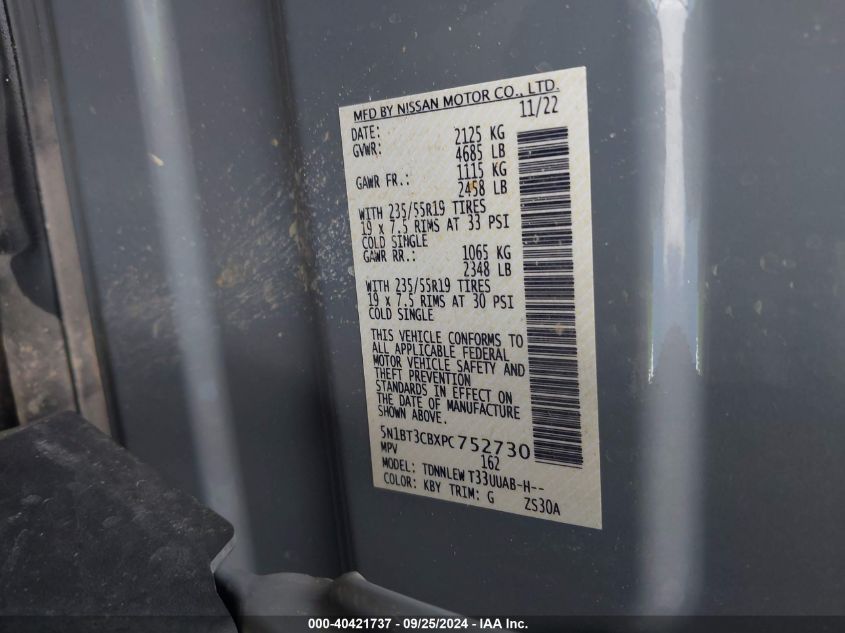 MFD BY NISSAN MOTOR CO., LTD.
DATE: 11/22
GVWR: 2125 KG
4685 LB
GAWR FR.: 1115 KG
2458 LB
WITH 235/55R19 TIRES
19 x 7.5 RIMS AT 33 PSI
COLD SINGLE
GAWR RR.: 1065 KG
2348 LB
WITH 235/55R19 TIRES
19 x 7.5 RIMS AT 30 PSI
COLD SINGLE
THIS VEHICLE CONFORMS TO
ALL APPLICABLE FEDERAL
MOTOR VEHICLE SAFETY AND
THEFT PREVENTION
STANDARDS IN EFFECT ON
THE DATE OF MANUFACTURE
SHOWN ABOVE.
5N1BT3CBXPC752730
MPV 162
MODEL: TDNNLEW T33UUAB-H--
COLOR: KBY TRIM: G ZS30A
000-40421737 - 09/25/2024 - IAA Inc.